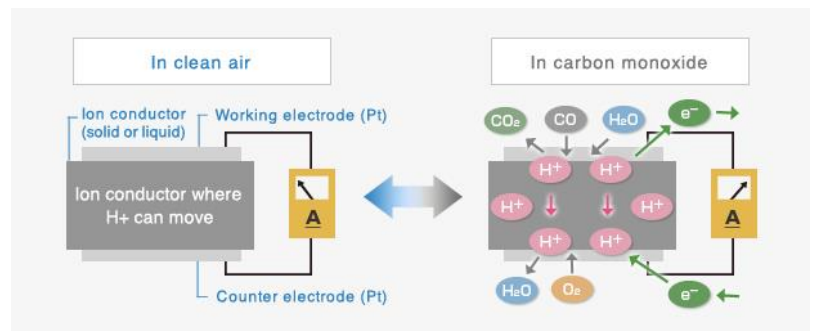 In clean air
Ion conductor
(solid or liquid)
Working electrode (Pt)
Ion conductor where
H+ can move
A
Counter electrode (Pt)
In carbon monoxide
CO₂
CO
H₂O
e⁻
H⁺
H⁺
H⁺
H⁺
A
H⁺
H⁺
H₂O
O₂
e⁻